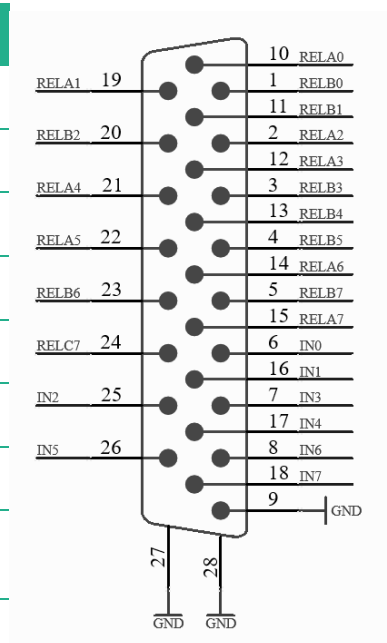 10 RELA0
RELA1 19
1 RELB0
11 RELB1
RELB2 20
2 RELA2
12 RELA3
RELA4 21
3 RELB3
13 RELB4
RELA5 22
4 RELB5
14 RELA6
RELB6 23
5 RELB7
15 RELA7
RELC7 24
6 IN0
16 IN1
IN2 25
7 IN3
17 IN4
IN5 26
8 IN6
18 IN7
9 GND
27
28
GND
GND